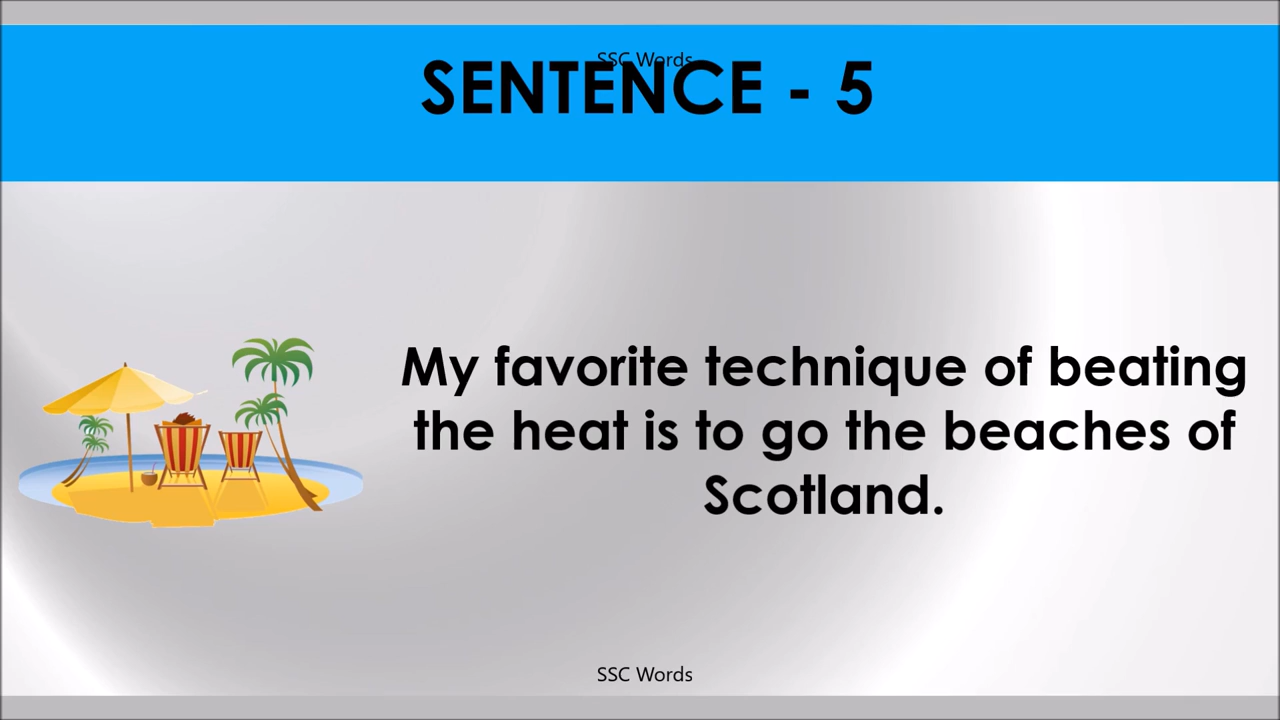 SSC Words
SENTENCE - 5
My favorite technique of beating
the heat is to go the beaches of
Scotland.
SSC Words